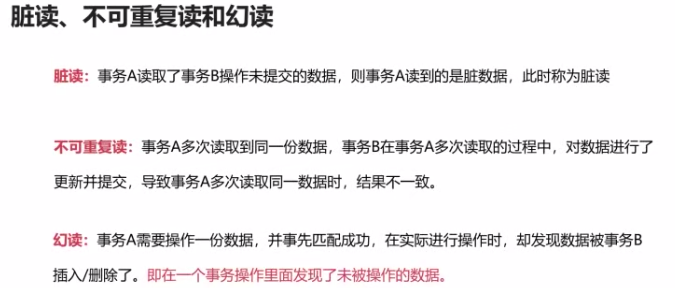 脏读、不可重复读和幻读
脏读：事务A读取了事务B操作未提交的数据，则事务A读到的是脏数据，此时称为脏读
不可重复读：事务A多次读取到同一份数据，事务B在事务A多次读取的过程中，对数据进行了
更新并提交，导致事务A多次读取同一数据时，结果不一致。
幻读：事务A需要操作一份数据，并事先匹配成功，在实际进行操作时，却发现数据被事务B
插入/删除了。即在一个事务操作里面发现了未被操作的数据。